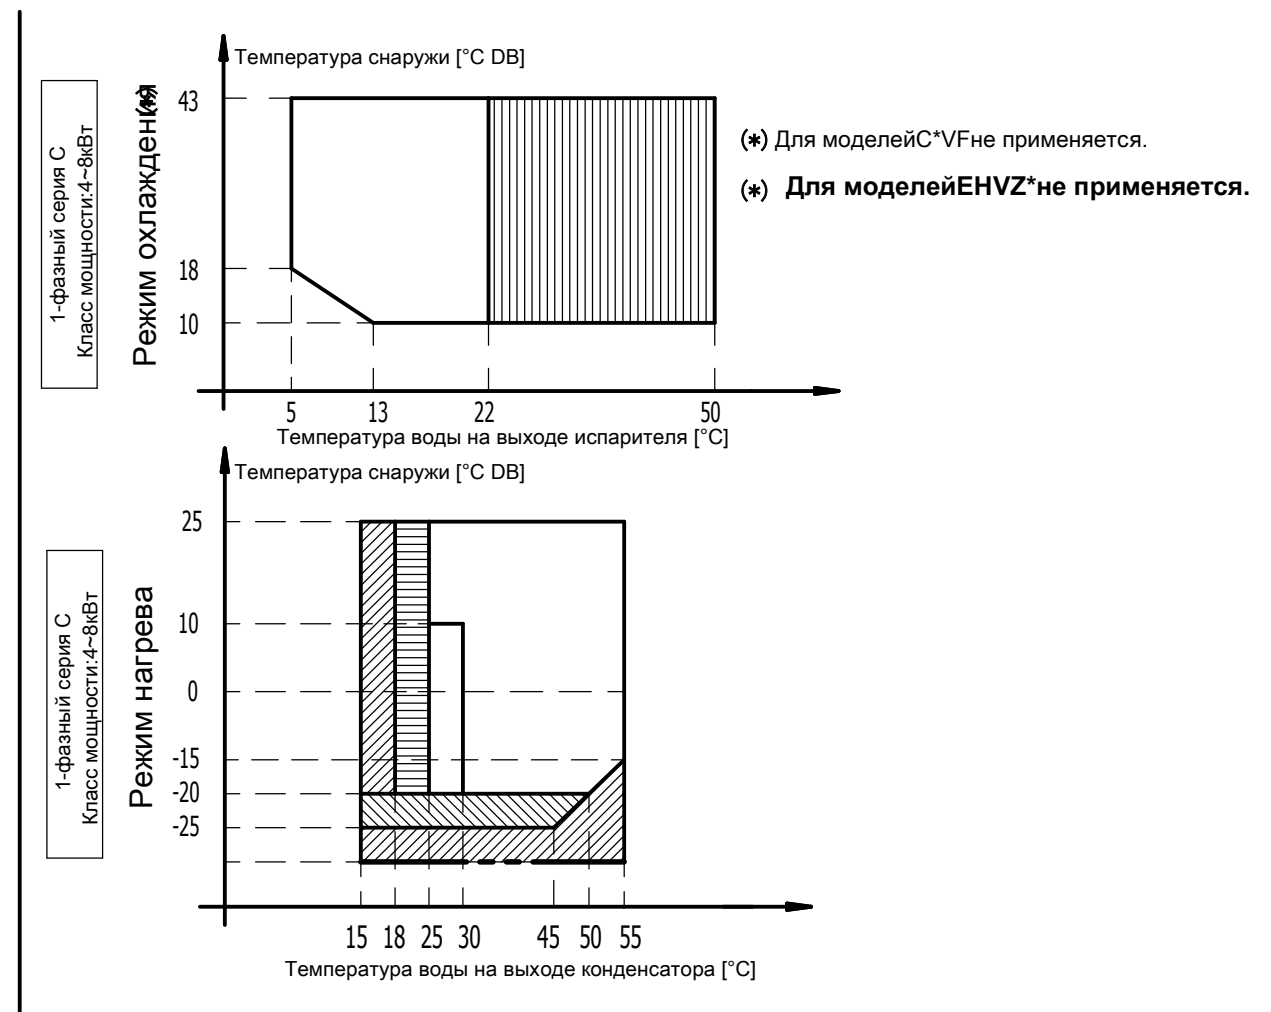 Температура снаружи [°C DB]
1-фазный серия C
Класс мощности:4~8кВт
Режим охлаждения
(*)
43
18
10
5 13 22 50
Температура воды на выходе испарителя [°C]
(*) Для моделейC*VFне применяется.
(*) Для моделейEHVZ*не применяется.
Температура снаружи [°C DB]
1-фазный серия C
Класс мощности:4~8кВт
Режим нагрева
25
10
0
-15
-20
-25
15 18 25 30 45 50 55
Температура воды на выходе конденсатора [°C]